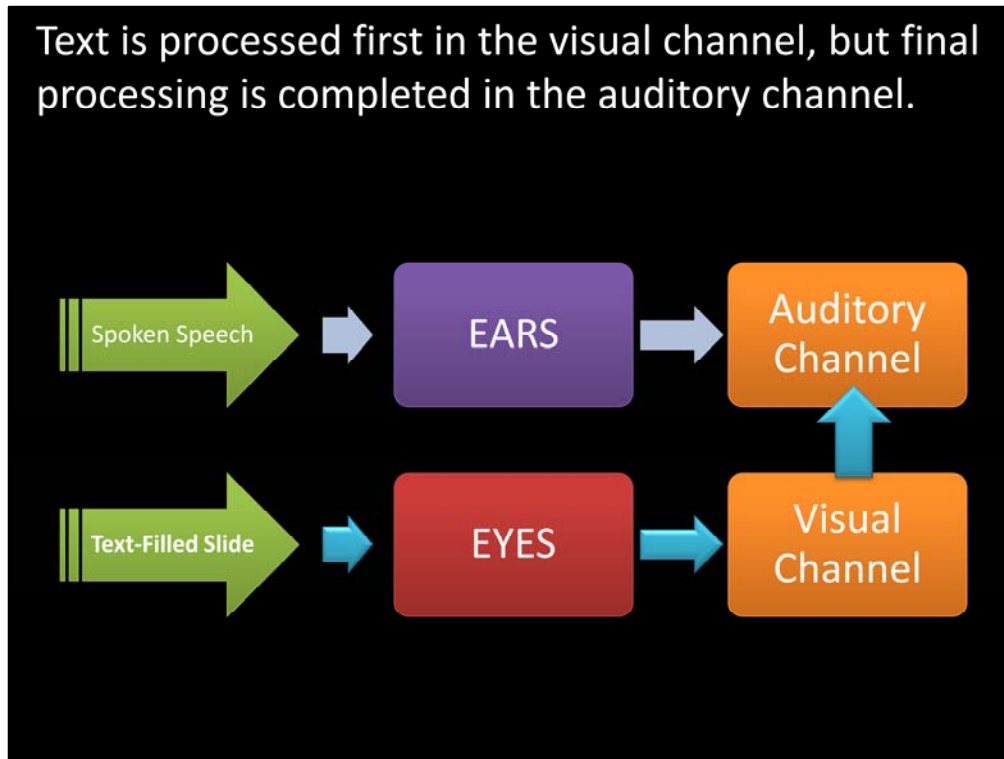 Text is processed first in the visual channel, but final
processing is completed in the auditory channel.
Spoken Speech
EARS
Auditory
Channel
Text-Filled Slide
EYES
Visual
Channel